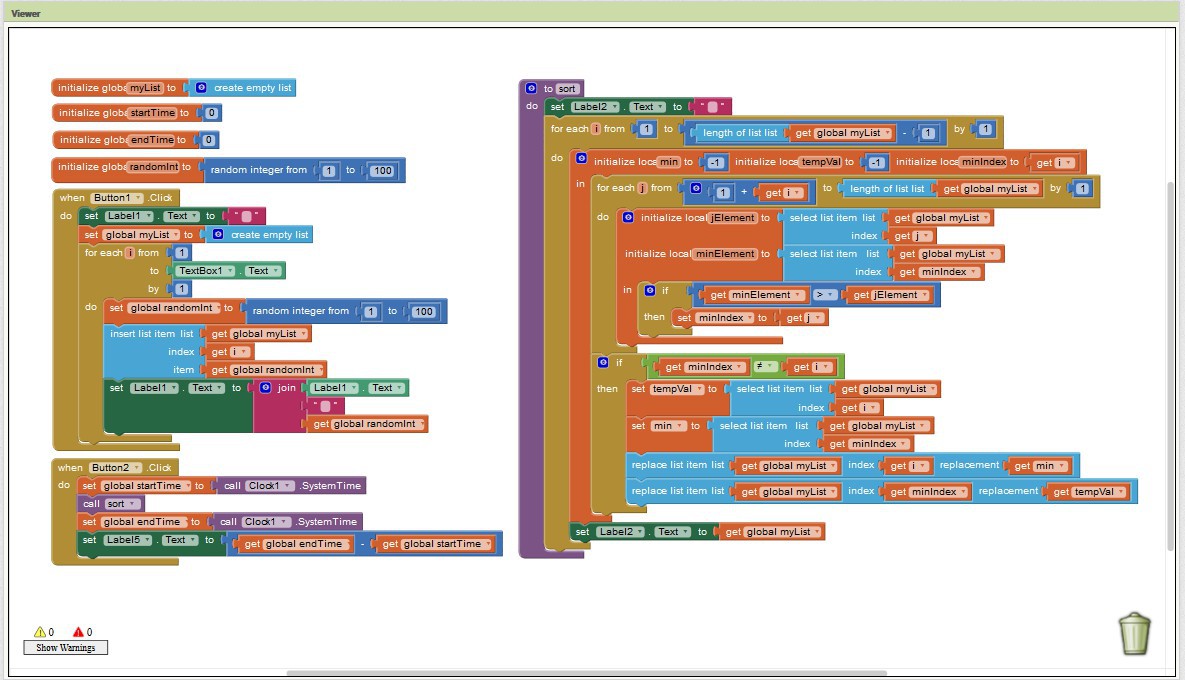 Viewer
initialize globa myList to create empty list
initialize globa startTime to 0
initialize globa endTime to 0
initialize globa randomInt to random integer from 1 to 100
when Button1 .Click
do set Label1 . Text to " "
set global myList to create empty list
for each i from 1
to TextBox1 . Text
by 1
do set global randomInt to random integer from 1 to 100
insert list item list get global myList
index get i
item get global randomInt
set Label1 . Text to join Label1 . Text
" "
get global randomInt
when Button2 .Click
do set global startTime to call Clock1 .SystemTime
call sort
set global endTime to call Clock1 .SystemTime
set Label5 . Text to get global endTime - get global startTime
to sort
do set Label2 . Text to " "
for each i from 1 to length of list list get global myList - 1 by 1
do initialize loca min to -1 initialize loca tempVal to -1 initialize loca minIndex to get i
in for each j from 1 + get i to length of list list get global myList by 1
do initialize local jElement to select list item list get global myList
index get j
initialize local minElement to select list item list get global myList
index get minIndex
in if get minElement > get jElement
then set minIndex to get j
if get minIndex ≠ get i
then set tempVal to select list item list get global myList
index get i
set min to select list item list get global myList
index get minIndex
replace list item list get global myList index get i replacement get min
replace list item list get global myList index get minIndex replacement get tempVal
set Label2 . Text to get global myList
0 0
Show Warnings